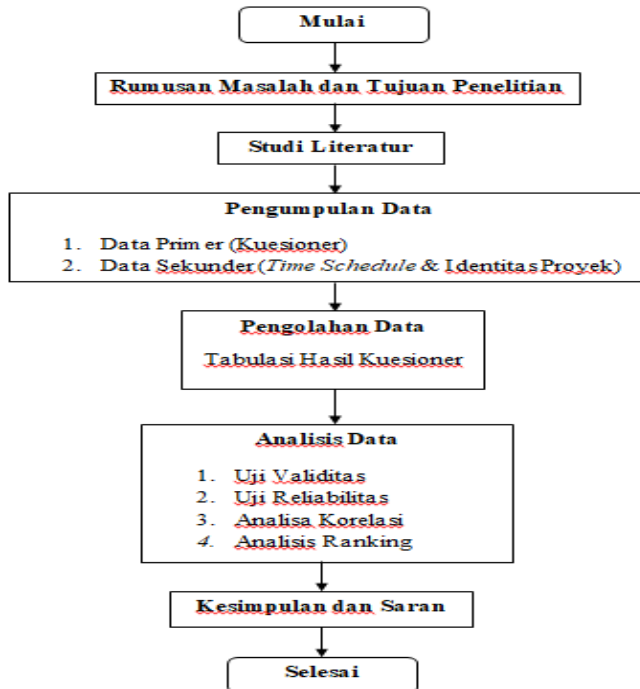 Mulai
Rumusan Masalah dan Tujuan Penelitian
Studi Literatur
Pengumpulan Data
1. Data Primer (Kuesioner)
2. Data Sekunder (Time Schedule & Identitas Proyek)
Pengolahan Data
Tabulasi Hasil Kuesioner
Analisis Data
1. Uji Validitas
2. Uji Reliabilitas
3. Analisa Korelasi
4. Analisis Ranking
Kesimpulan dan Saran
Selesai